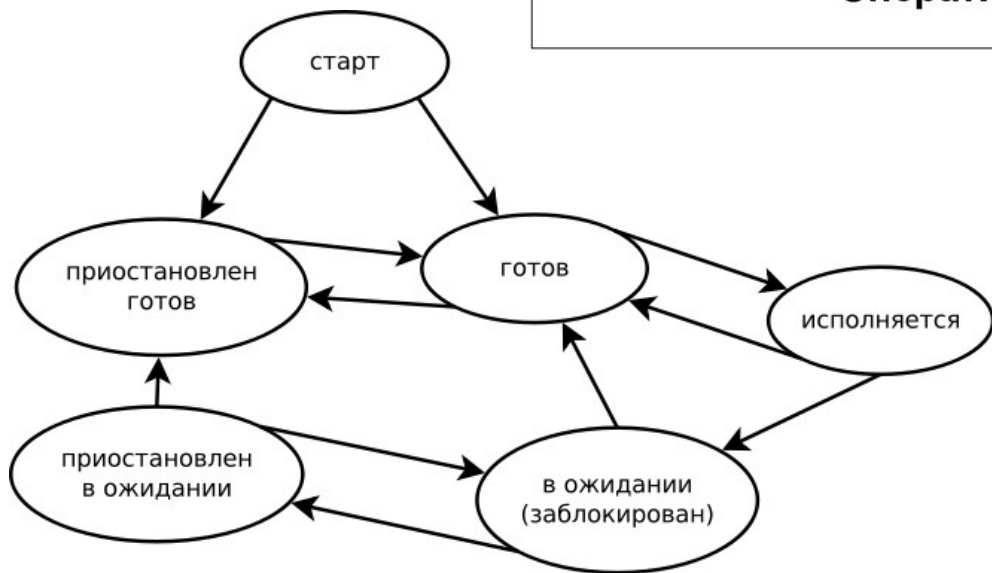 старт
приостановлен
готов
готов
исполняется
приостановлен
в ожидании
в ожидании
(заблокирован)